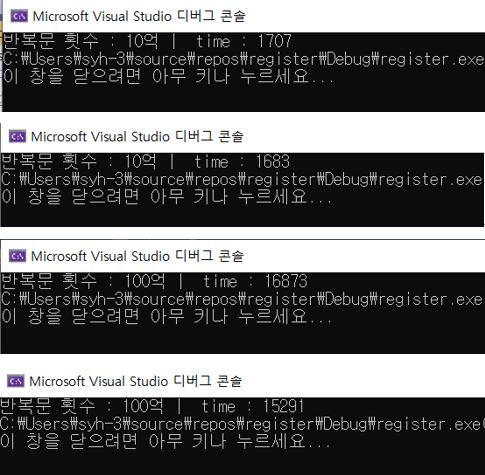 Microsoft Visual Studio 디버그 콘솔
반복문 횟수 : 10억 |  time : 1707
C:\Users\syh-3\source\repos\register\Debug\register.exe
이 창을 닫으려면 아무 키나 누르세요...
Microsoft Visual Studio 디버그 콘솔
반복문 횟수 : 10억 |  time : 1683
C:\Users\syh-3\source\repos\register\Debug\register.exe
이 창을 닫으려면 아무 키나 누르세요...
Microsoft Visual Studio 디버그 콘솔
반복문 횟수 : 100억 |  time : 16873
C:\Users\syh-3\source\repos\register\Debug\register.exe
이 창을 닫으려면 아무 키나 누르세요...
Microsoft Visual Studio 디버그 콘솔
반복문 횟수 : 100억 |  time : 15291
C:\Users\syh-3\source\repos\register\Debug\register.exe
이 창을 닫으려면 아무 키나 누르세요...